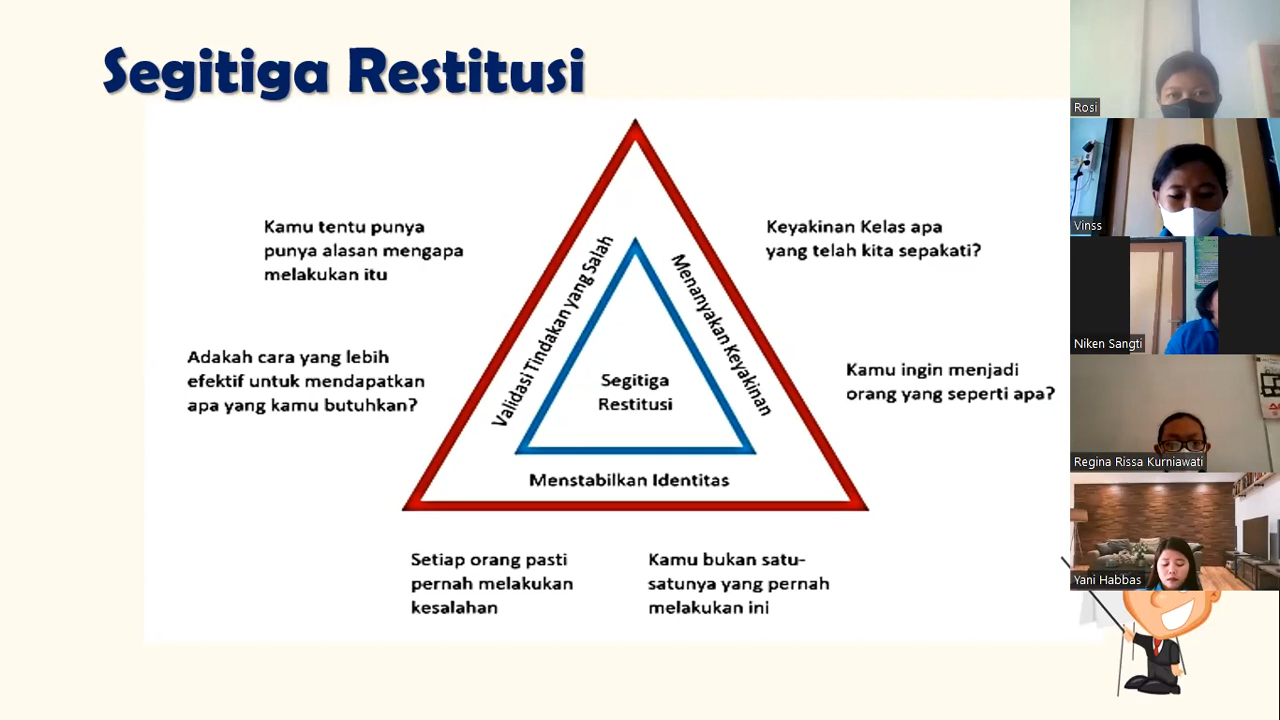 Segitiga Restitusi
Kamu tentu punya
punya alasan mengapa
melakukan itu
Adakah cara yang lebih
efektif untuk mendapatkan
apa yang kamu butuhkan?
Validasi Tindakan yang Salah
Menanyakan Keyakinan
Segitiga
Restitusi
Menstabilkan Identitas
Keyakinan Kelas apa
yang telah kita sepakati?
Kamu ingin menjadi
orang yang seperti apa?
Setiap orang pasti
pernah melakukan
kesalahan
Kamu bukan satu-
satunya yang pernah
melakukan ini
Rosi
Vinss
Niken Sangti
Regina Rissa Kurniawati
Yani Habbas